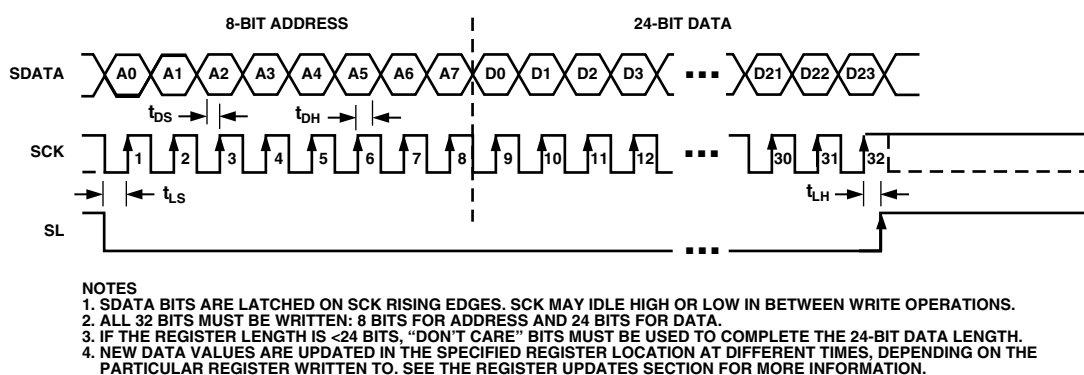 8-BIT ADDRESS 24-BIT DATA
SDATA A0 A1 A2 A3 A4 A5 A6 A7 D0 D1 D2 D3 D21 D22 D23
tDS tDH
SCK 1 2 3 4 5 6 7 8 9 10 11 12 30 31 32
tLS tLH
SL
NOTES
1. SDATA BITS ARE LATCHED ON SCK RISING EDGES. SCK MAY IDLE HIGH OR LOW IN BETWEEN WRITE OPERATIONS.
2. ALL 32 BITS MUST BE WRITTEN: 8 BITS FOR ADDRESS AND 24 BITS FOR DATA.
3. IF THE REGISTER LENGTH IS <24 BITS, “DON’T CARE” BITS MUST BE USED TO COMPLETE THE 24-BIT DATA LENGTH.
4. NEW DATA VALUES ARE UPDATED IN THE SPECIFIED REGISTER LOCATION AT DIFFERENT TIMES, DEPENDING ON THE
PARTICULAR REGISTER WRITTEN TO. SEE THE REGISTER UPDATES SECTION FOR MORE INFORMATION.